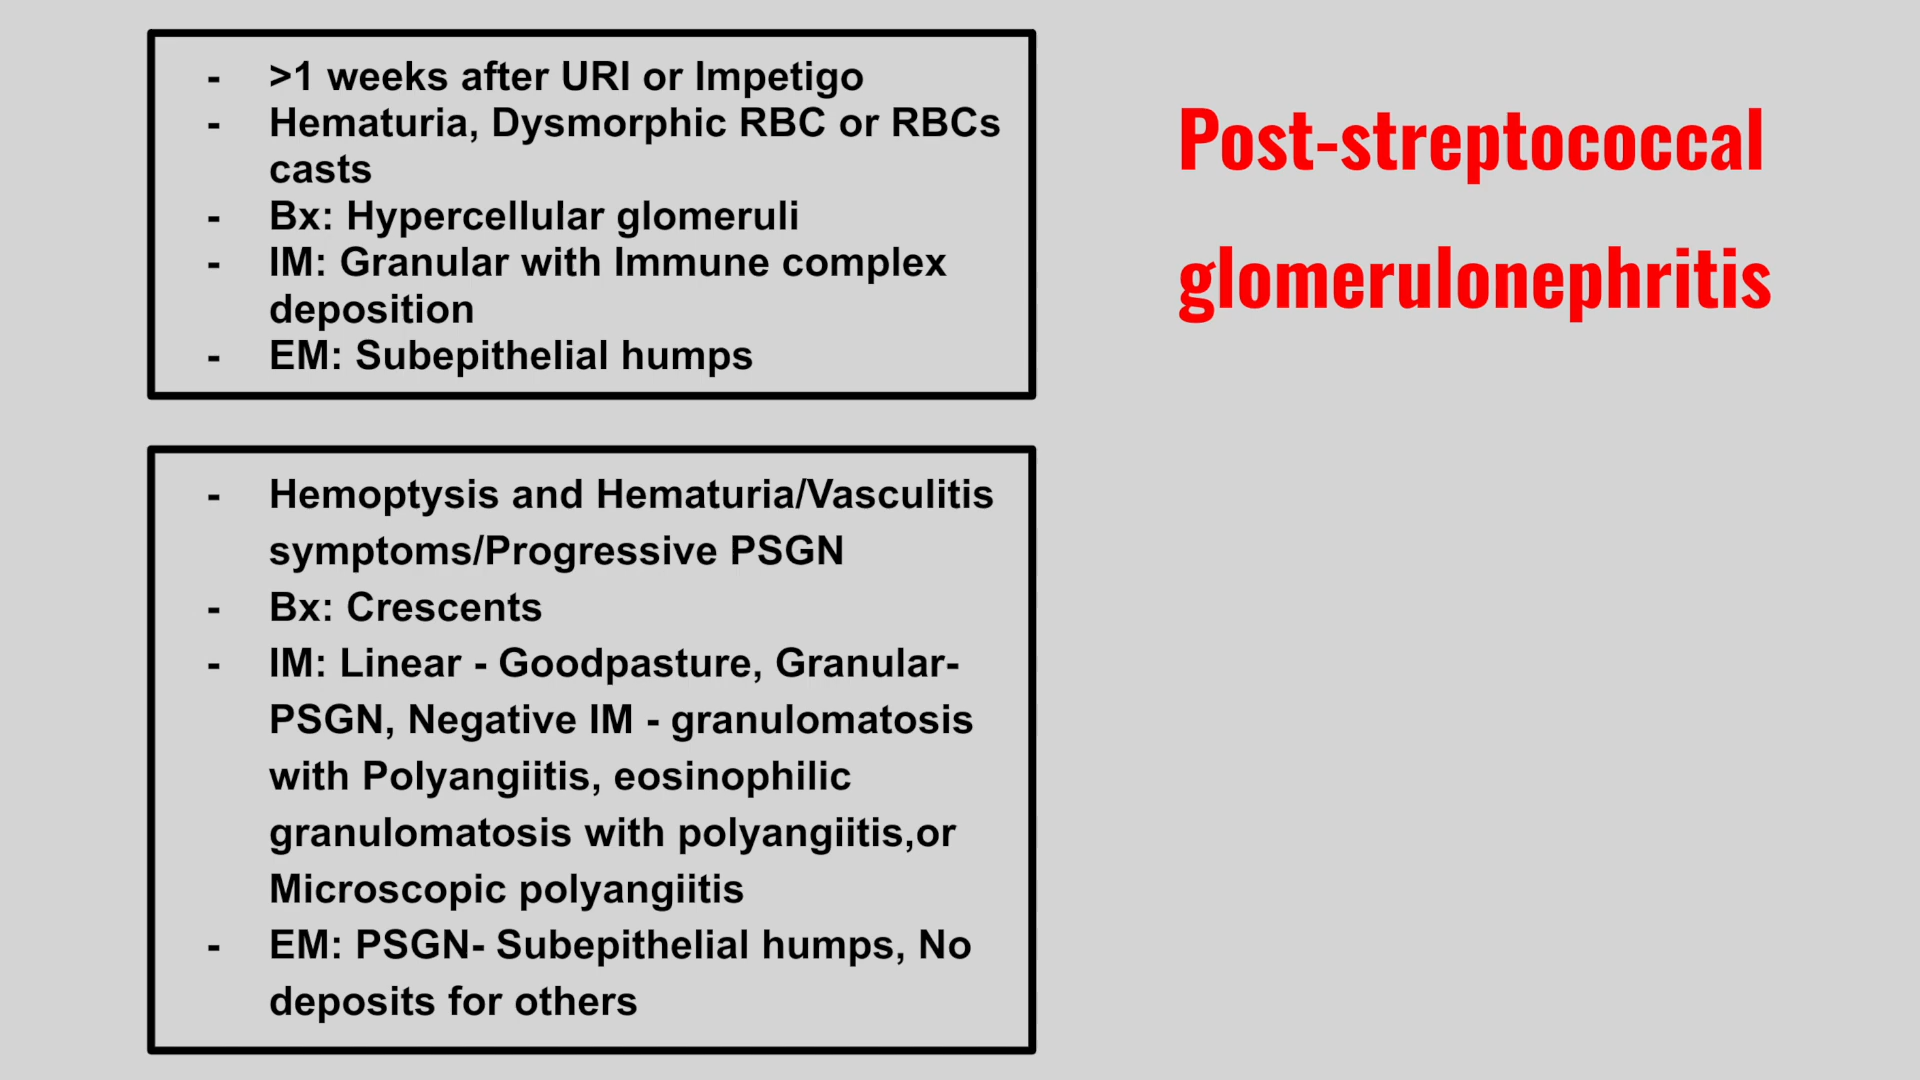 - >1 weeks after URI or Impetigo
- Hematuria, Dysmorphic RBC or RBCs
casts
- Bx: Hypercellular glomeruli
- IM: Granular with Immune complex
deposition
- EM: Subepithelial humps
Post-streptococcal
glomerulonephritis
- Hemoptysis and Hematuria/Vasculitis
symptoms/Progressive PSGN
- Bx: Crescents
- IM: Linear - Goodpasture, Granular-
PSGN, Negative IM - granulomatosis
with Polyangiitis, eosinophilic
granulomatosis with polyangiitis,or
Microscopic polyangiitis
- EM: PSGN- Subepithelial humps, No
deposits for others